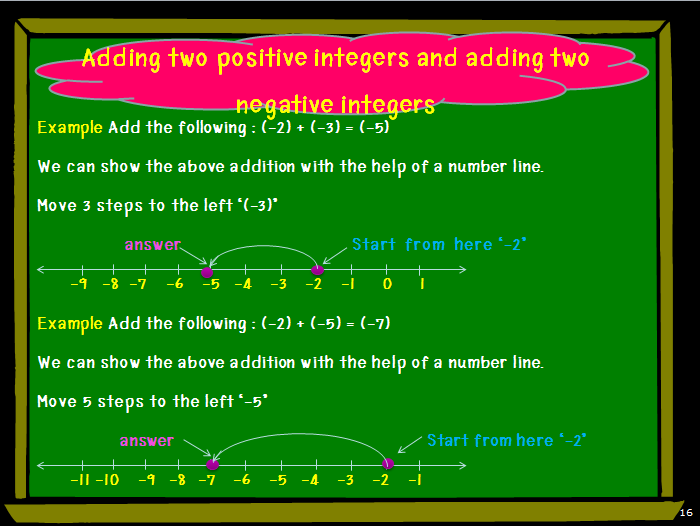 Adding two positive integers and adding two
negative integers
Example Add the following : (-2) + (-3) = (-5)
We can show the above addition with the help of a number line.
Move 3 steps to the left ‘(-3)’
answer Start from here ‘-2’
-9 -8 -7 -6 -5 -4 -3 -2 -1 0 1
Example Add the following : (-2) + (-5) = (-7)
We can show the above addition with the help of a number line.
Move 5 steps to the left ‘-5’
answer Start from here ‘-2’
-11 -10 -9 -8 -7 -6 -5 -4 -3 -2 -1
16